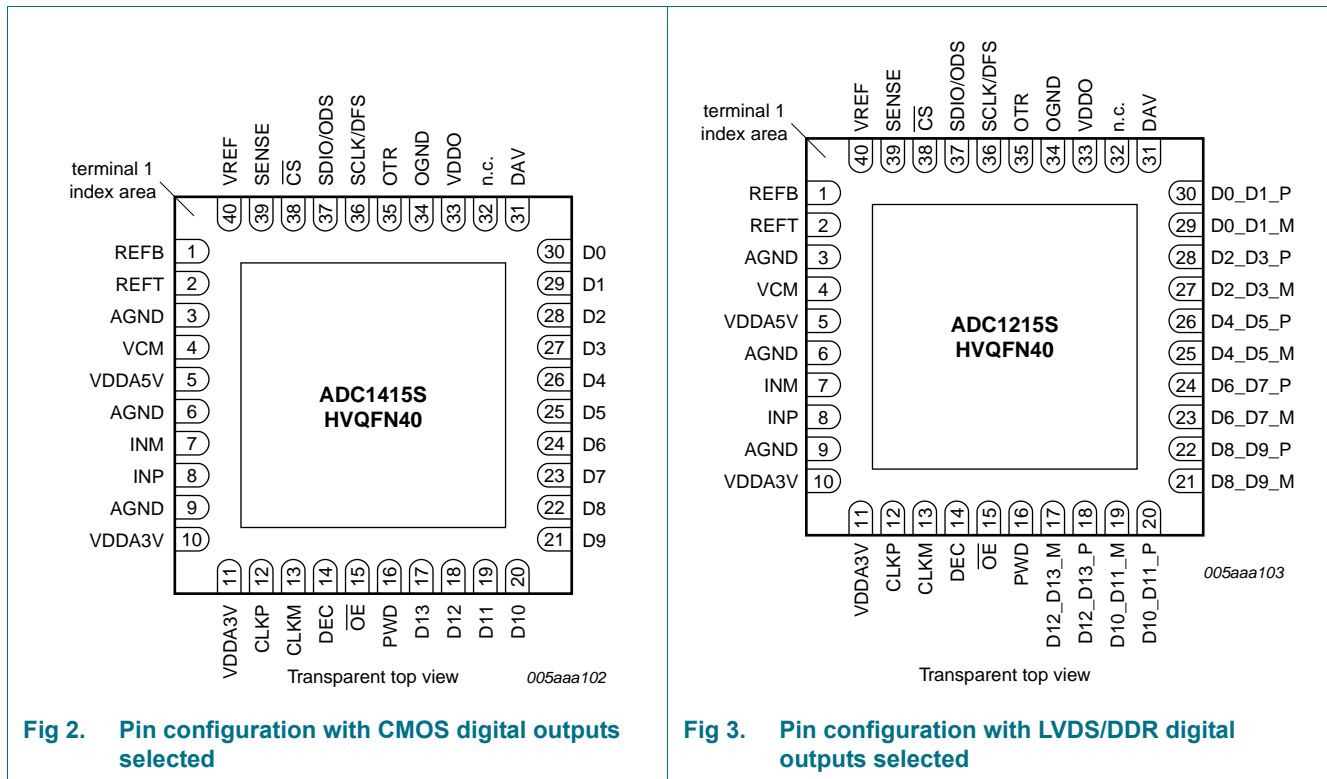 VREF
SENSE
CS
SDIO/ODS
SCLK/DFS
OTR
OGND
VDDO
n.c.
DAV
terminal 1
index area
40
39
38
37
36
35
34
33
32
31
REFB 1
REFT 2
AGND 3
VCM 4
VDDA5V 5
AGND 6
INM 7
INP 8
AGND 9
VDDA3V 10
ADC1415S
HVQFN40
30 D0
29 D1
28 D2
27 D3
26 D4
25 D5
24 D6
23 D7
22 D8
21 D9
11
12
13
14
15
16
17
18
19
20
VDDA3V
CLKP
CLKM
DEC
OE
PWD
D13
D12
D11
D10
Transparent top view
005aaa102
Fig 2. Pin configuration with CMOS digital outputs
selected
VREF
SENSE
CS
SDIO/ODS
SCLK/DFS
OTR
OGND
VDDO
n.c.
DAV
terminal 1
index area
40
39
38
37
36
35
34
33
32
31
REFB 1
REFT 2
AGND 3
VCM 4
VDDA5V 5
AGND 6
INM 7
INP 8
AGND 9
VDDA3V 10
ADC1215S
HVQFN40
30 D0_D1_P
29 D0_D1_M
28 D2_D3_P
27 D2_D3_M
26 D4_D5_P
25 D4_D5_M
24 D6_D7_P
23 D6_D7_M
22 D8_D9_P
21 D8_D9_M
11
12
13
14
15
16
17
18
19
20
VDDA3V
CLKP
CLKM
DEC
OE
PWD
D12_D13_M
D12_D13_P
D10_D11_M
D10_D11_P
005aaa103
Transparent top view
Fig 3. Pin configuration with LVDS/DDR digital
outputs selected